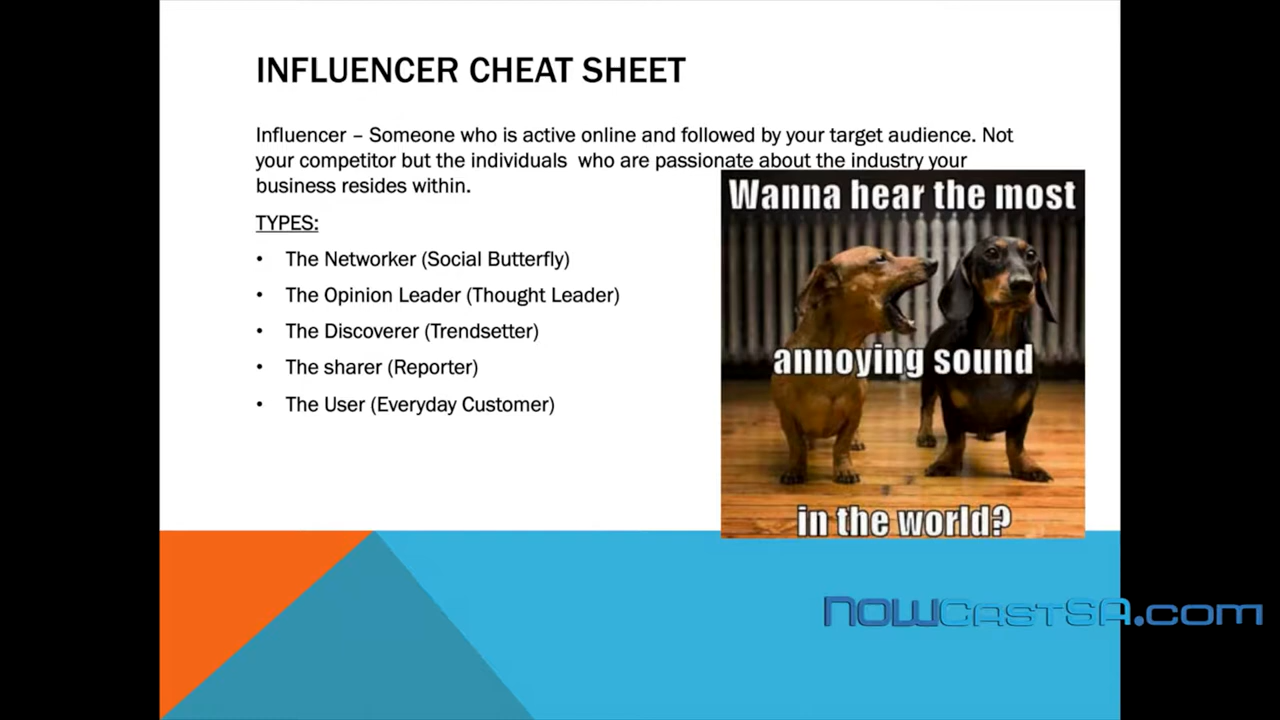 INFLUENCER CHEAT SHEET
Influencer – Someone who is active online and followed by your target audience. Not
your competitor but the individuals who are passionate about the industry your
business resides within.
TYPES:
• The Networker (Social Butterfly)
• The Opinion Leader (Thought Leader)
• The Discoverer (Trendsetter)
• The sharer (Reporter)
• The User (Everyday Customer)
Wanna hear the most
annoying sound
in the world?
NOWCastSA.com